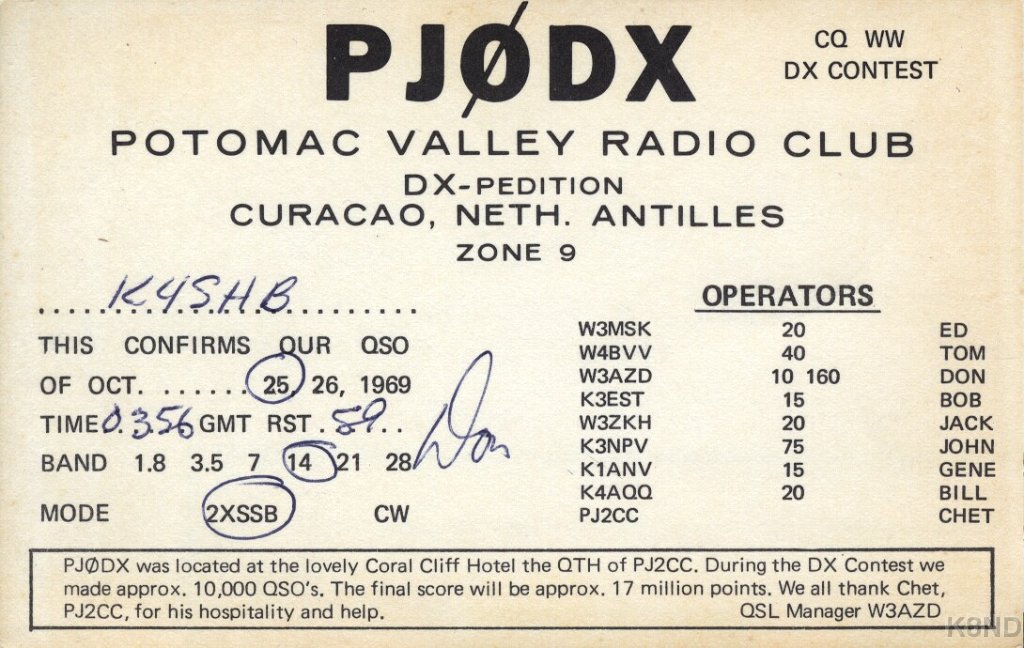 PJØDX
CQ WW
DX CONTEST
POTOMAC VALLEY RADIO CLUB
DX-PEDITION
CURACAO, NETH. ANTILLES
ZONE 9
K4SHB
THIS CONFIRMS OUR QSO
OF OCT. ....... 25, 26, 1969
TIME 0356 GMT RST . 59 ..
BAND 1.8 3.5 7 14 21 28
Don
MODE 2XSSB CW
OPERATORS
W3MSK 20 ED
W4BVV 40 TOM
W3AZD 10 160 DON
K3EST 15 BOB
W3ZKH 20 JACK
K3NPV 75 JOHN
K1ANV 15 GENE
K4AQQ 20 BILL
PJ2CC CHET
PJØDX was located at the lovely Coral Cliff Hotel the QTH of PJ2CC. During the DX Contest we
made approx. 10,000 QSO's. The final score will be approx. 17 million points. We all thank Chet,
PJ2CC, for his hospitality and help. QSL Manager W3AZD
K8ND